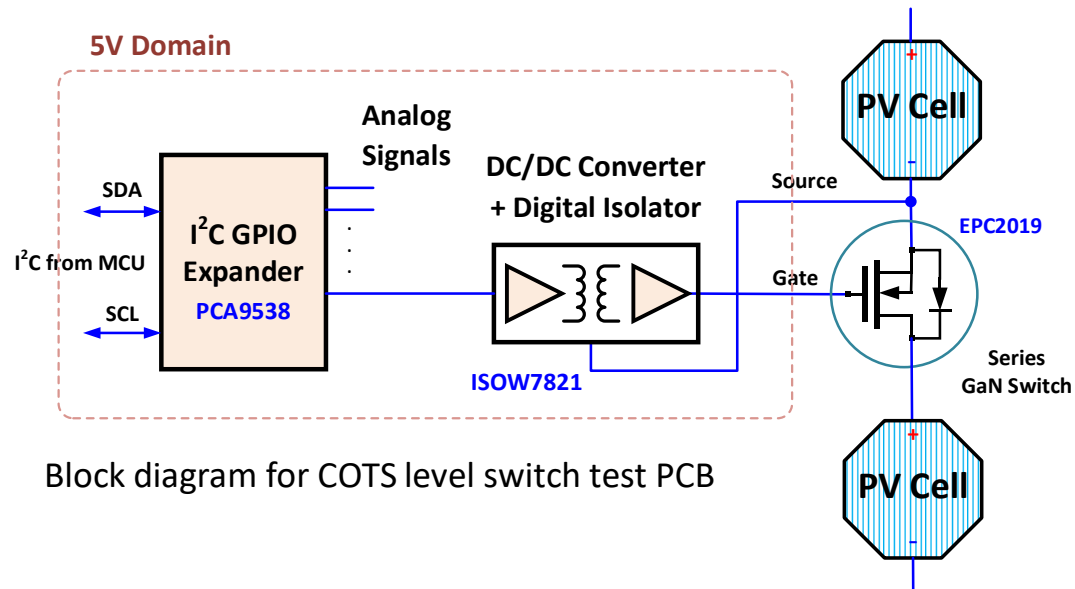 5V Domain
Analog
Signals
DC/DC Converter
+ Digital Isolator
SDA
I²C from MCU
SCL
I²C GPIO
Expander
PCA9538
.
.
.
ISOW7821
Source
Gate
+
PV Cell
-
EPC2019
Series
GaN Switch
+
PV Cell
-
Block diagram for COTS level switch test PCB